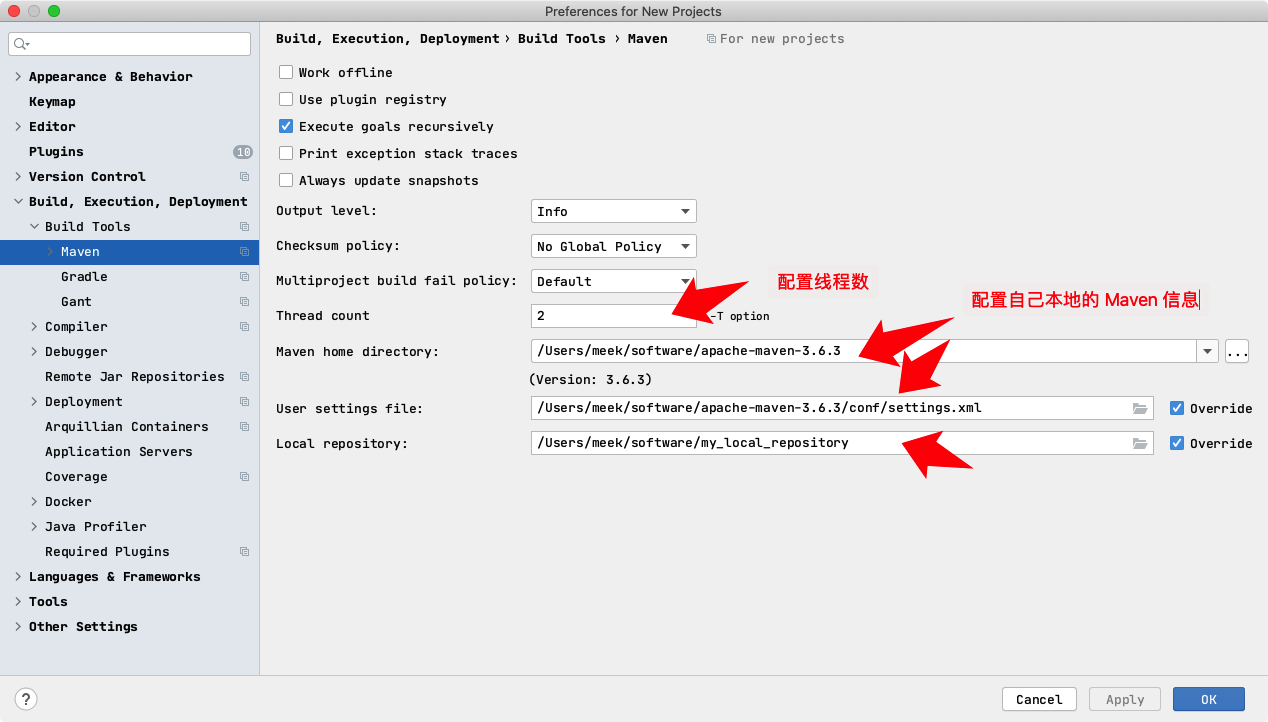 Preferences for New Projects
Appearance & Behavior
Keymap
Editor
Plugins 10
Version Control
Build, Execution, Deployment
Build Tools
Maven
Gradle
Gant
Compiler
Debugger
Remote Jar Repositories
Deployment
Arquillian Containers
Application Servers
Coverage
Docker
Java Profiler
Required Plugins
Languages & Frameworks
Tools
Other Settings
?
Build, Execution, Deployment › Build Tools › Maven For new projects
Work offline
Use plugin registry
Execute goals recursively
Print exception stack traces
Always update snapshots
Output level: Info
Checksum policy: No Global Policy
Multiproject build fail policy: Default
配置线程数
配置自己本地的 Maven 信息
Thread count 2 -T option
Maven home directory: /Users/meek/software/apache-maven-3.6.3 ...
(Version: 3.6.3)
User settings file: /Users/meek/software/apache-maven-3.6.3/conf/settings.xml Override
Local repository: /Users/meek/software/my_local_repository Override
Cancel Apply OK